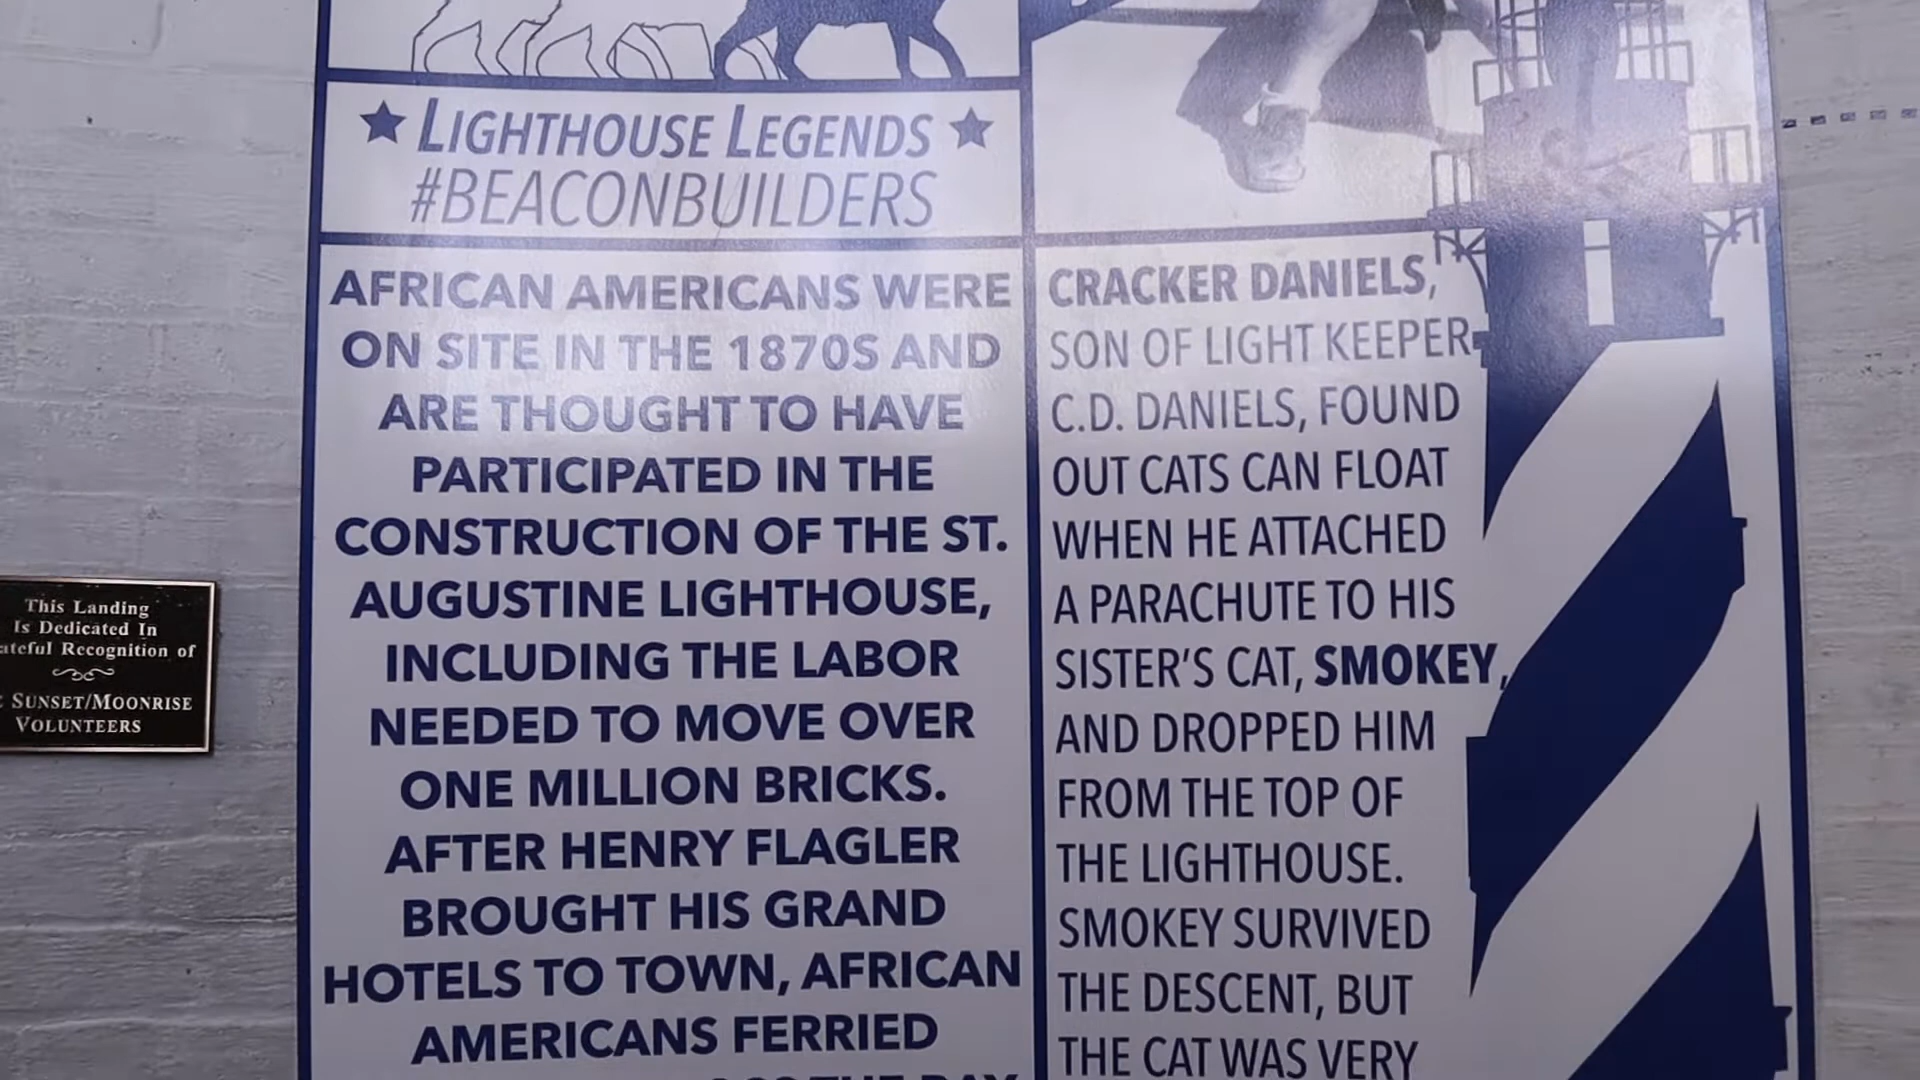 LIGHTHOUSE LEGENDS
#BEACONBUILDERS
AFRICAN AMERICANS WERE
ON SITE IN THE 1870S AND
ARE THOUGHT TO HAVE
PARTICIPATED IN THE
CONSTRUCTION OF THE ST.
AUGUSTINE LIGHTHOUSE,
INCLUDING THE LABOR
NEEDED TO MOVE OVER
ONE MILLION BRICKS.
AFTER HENRY FLAGLER
BROUGHT HIS GRAND
HOTELS TO TOWN, AFRICAN
AMERICANS FERRIED
THE BAY
CRACKER DANIELS,
SON OF LIGHT KEEPER
C.D. DANIELS, FOUND
OUT CATS CAN FLOAT
WHEN HE ATTACHED
A PARACHUTE TO HIS
SISTER'S CAT, SMOKEY,
AND DROPPED HIM
FROM THE TOP OF
THE LIGHTHOUSE.
SMOKEY SURVIVED
THE DESCENT, BUT
THE CAT WAS VERY
This Landing
Is Dedicated In
Recognition of
SUNSET/MOONRISE
VOLUNTEERS